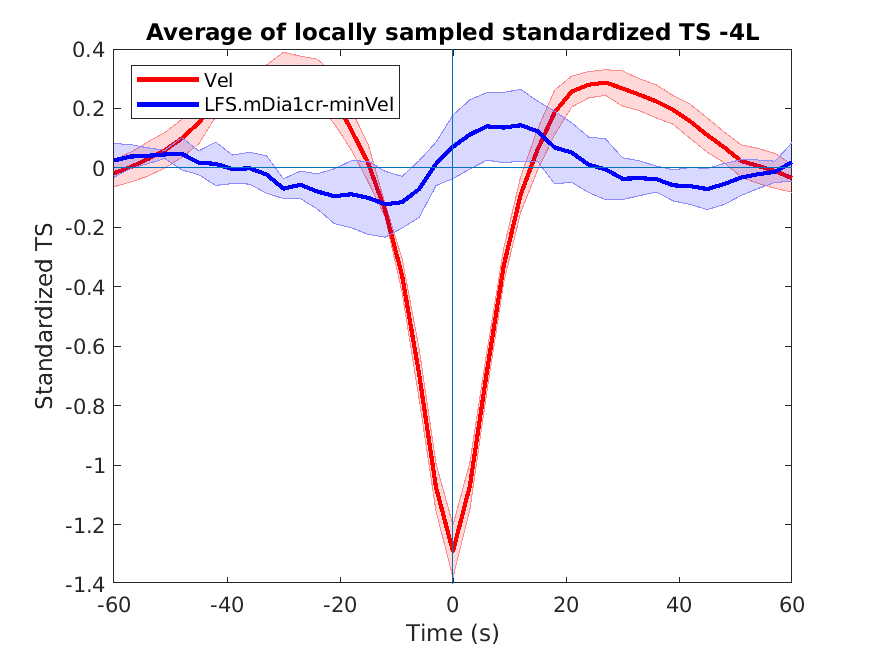 Average of locally sampled standardized TS -4L
Vel
LFS.mDia1cr-minVel
0.4
0.2
0
-0.2
-0.4
-0.6
-0.8
-1
-1.2
-1.4
Standardized TS
-60 -40 -20 0 20 40 60
Time (s)